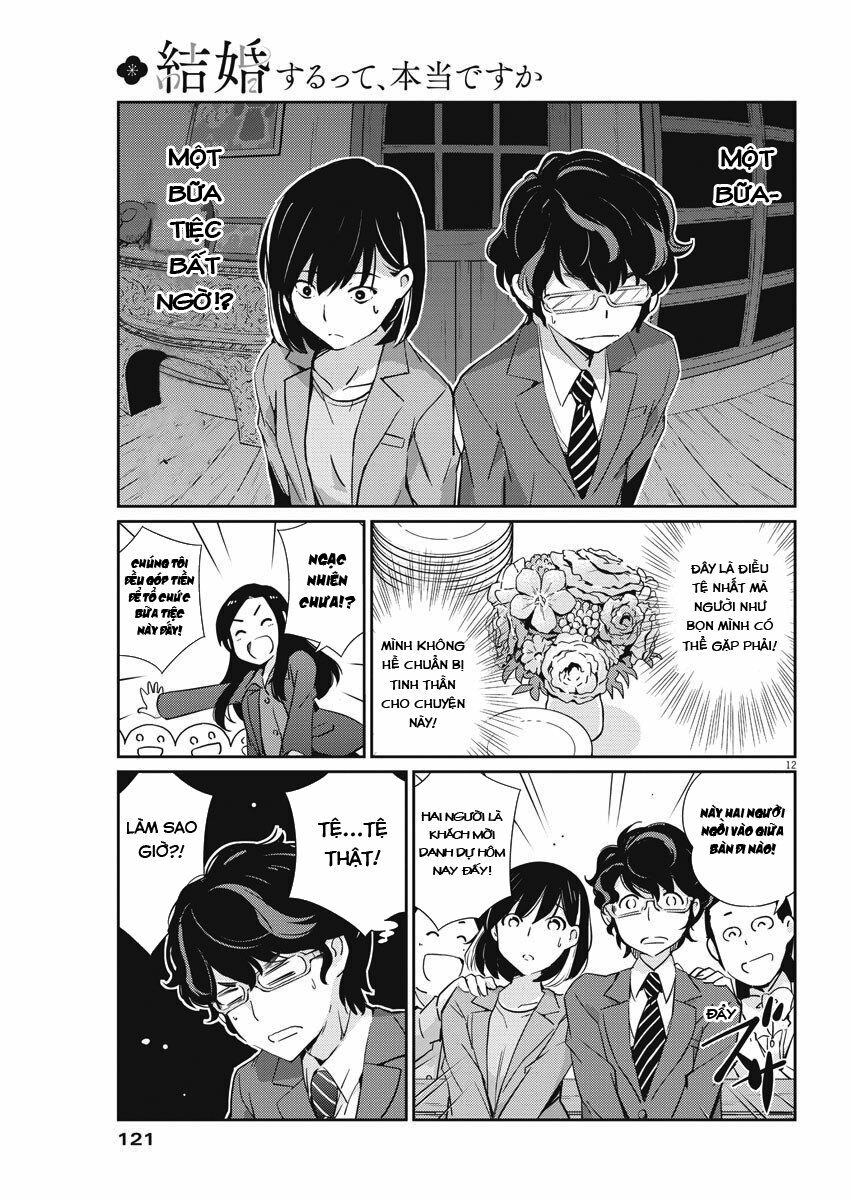 結婚するって、本当ですか
MỘT
BỮA-
MỘT
BỮA
TIỆC
BẤT
NGỜ!?
ĐÂY LÀ ĐIỀU
TỆ NHẤT MÀ
NGƯỜI NHƯ
BỌN MÌNH CÓ
THỂ GẶP PHẢI!
MÌNH KHÔNG
HỀ CHUẨN BỊ
TINH THẦN
CHO CHUYỆN
NÀY!
NGẠC
NHIÊN
CHƯA!?
CHÚNG TÔI
ĐỀU GÓP TIỀN
ĐỂ TỔ CHỨC
BỮA TIỆC
NÀY ĐẤY!
12
NÀY HAI NGƯỜI
NGỒI VÀO GIỮA
BÀN ĐI NÀO!
HAI NGƯỜI LÀ
KHÁCH MỜI
DANH DỰ HÔM
NAY ĐẤY!
ĐẨY
ズサ
TỆ...TỆ
THẬT!
LÀM SAO
GIỜ?!
121